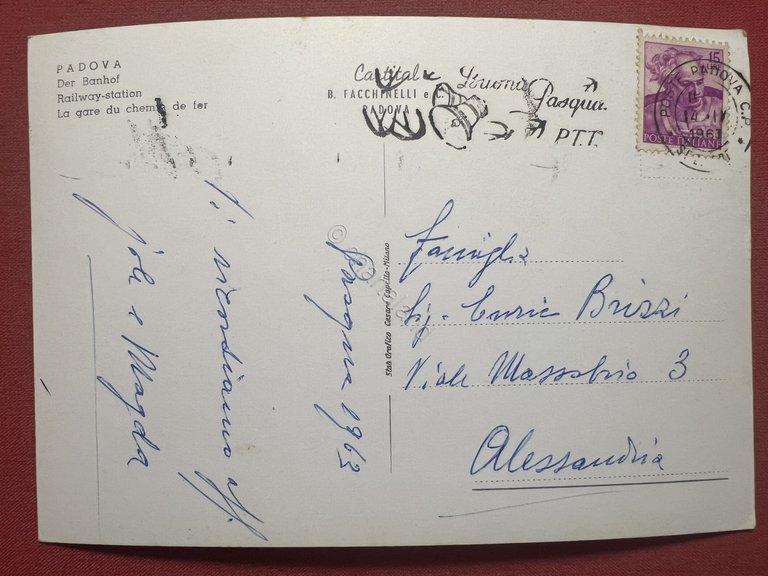 PADOVA
Der Banhof
Railway-station
La gare du chemin de fer
B. FACCHINELLI e C.
PADOVA
Buona
Pasqua
P.T.T.
15
POSTE ITALIANE
PADOVA C.P.
14-IV
1963
Stab. Grafico Cesare Capello-Milano
Pasqua 1963
Vi ricordiamo aff.
Jole e Magda
Famiglia
Sig. Enrico Brizzi
Viale Massobrio 3
Alessandria